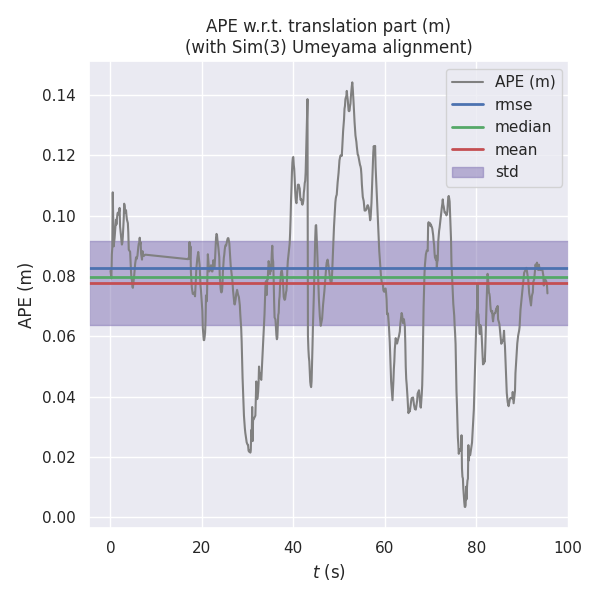 APE w.r.t. translation part (m)
(with Sim(3) Umeyama alignment)
APE (m)
rmse
median
mean
std
0.14
0.12
0.10
0.08
0.06
0.04
0.02
0.00
APE (m)
0 20 40 60 80 100
t (s)